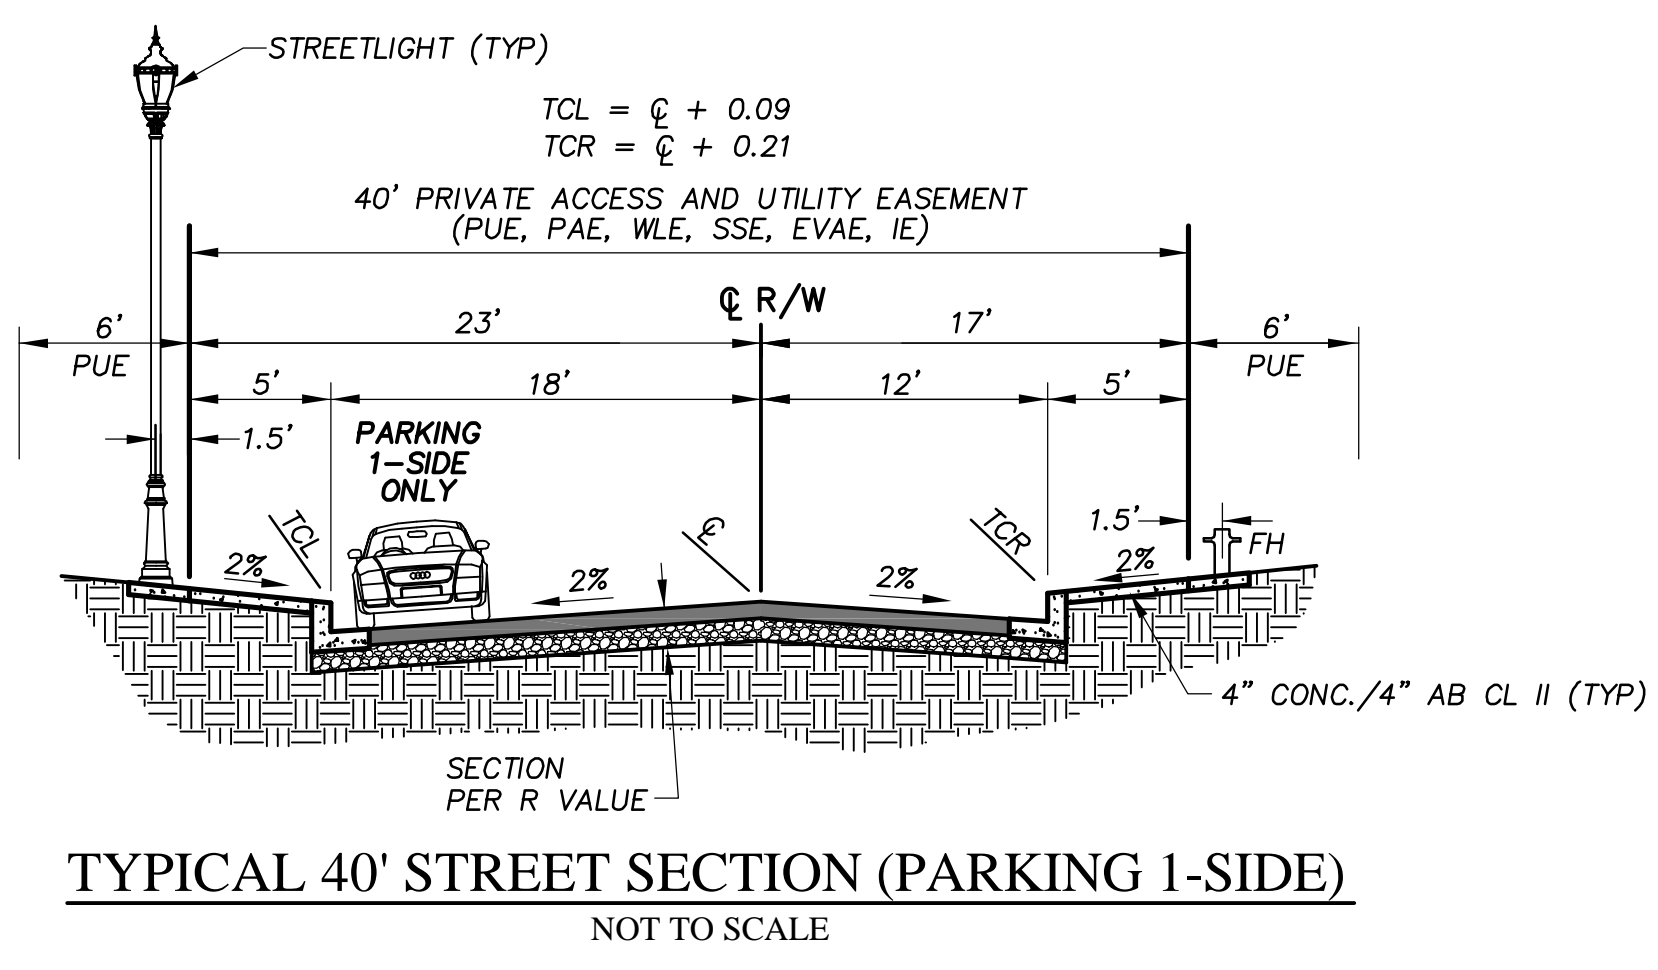 STREETLIGHT (TYP)
TCL = ℄ + 0.09
TCR = ℄ + 0.21
40' PRIVATE ACCESS AND UTILITY EASEMENT
(PUE, PAE, WLE, SSE, EVAE, IE)
℄ R/W
6' 23' 17' 6'
PUE PUE
5' 18' 12' 5'
1.5'
PARKING
1-SIDE
ONLY
TCL ℄ TCR
1.5'
FH
2% 2% 2% 2%
4" CONC./4" AB CL II (TYP)
SECTION
PER R VALUE
TYPICAL 40' STREET SECTION (PARKING 1-SIDE)
NOT TO SCALE